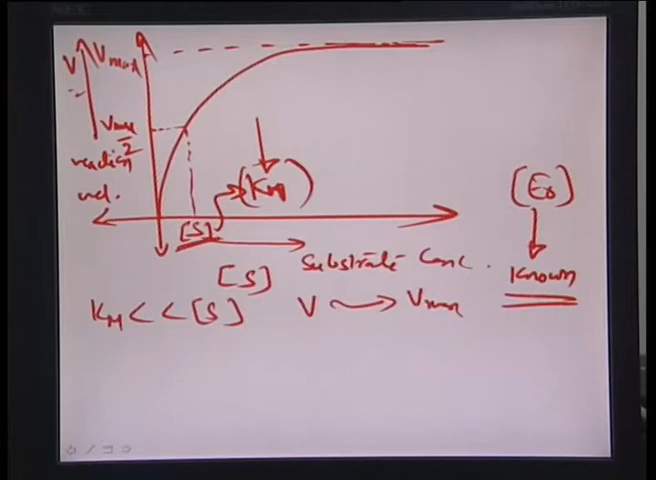 V Vmax
Vmax
2
reaction
vel.
(KM)
[S]
Substrate Conc.
[S]
KM < < [S] V → Vmax
(E0)
Known